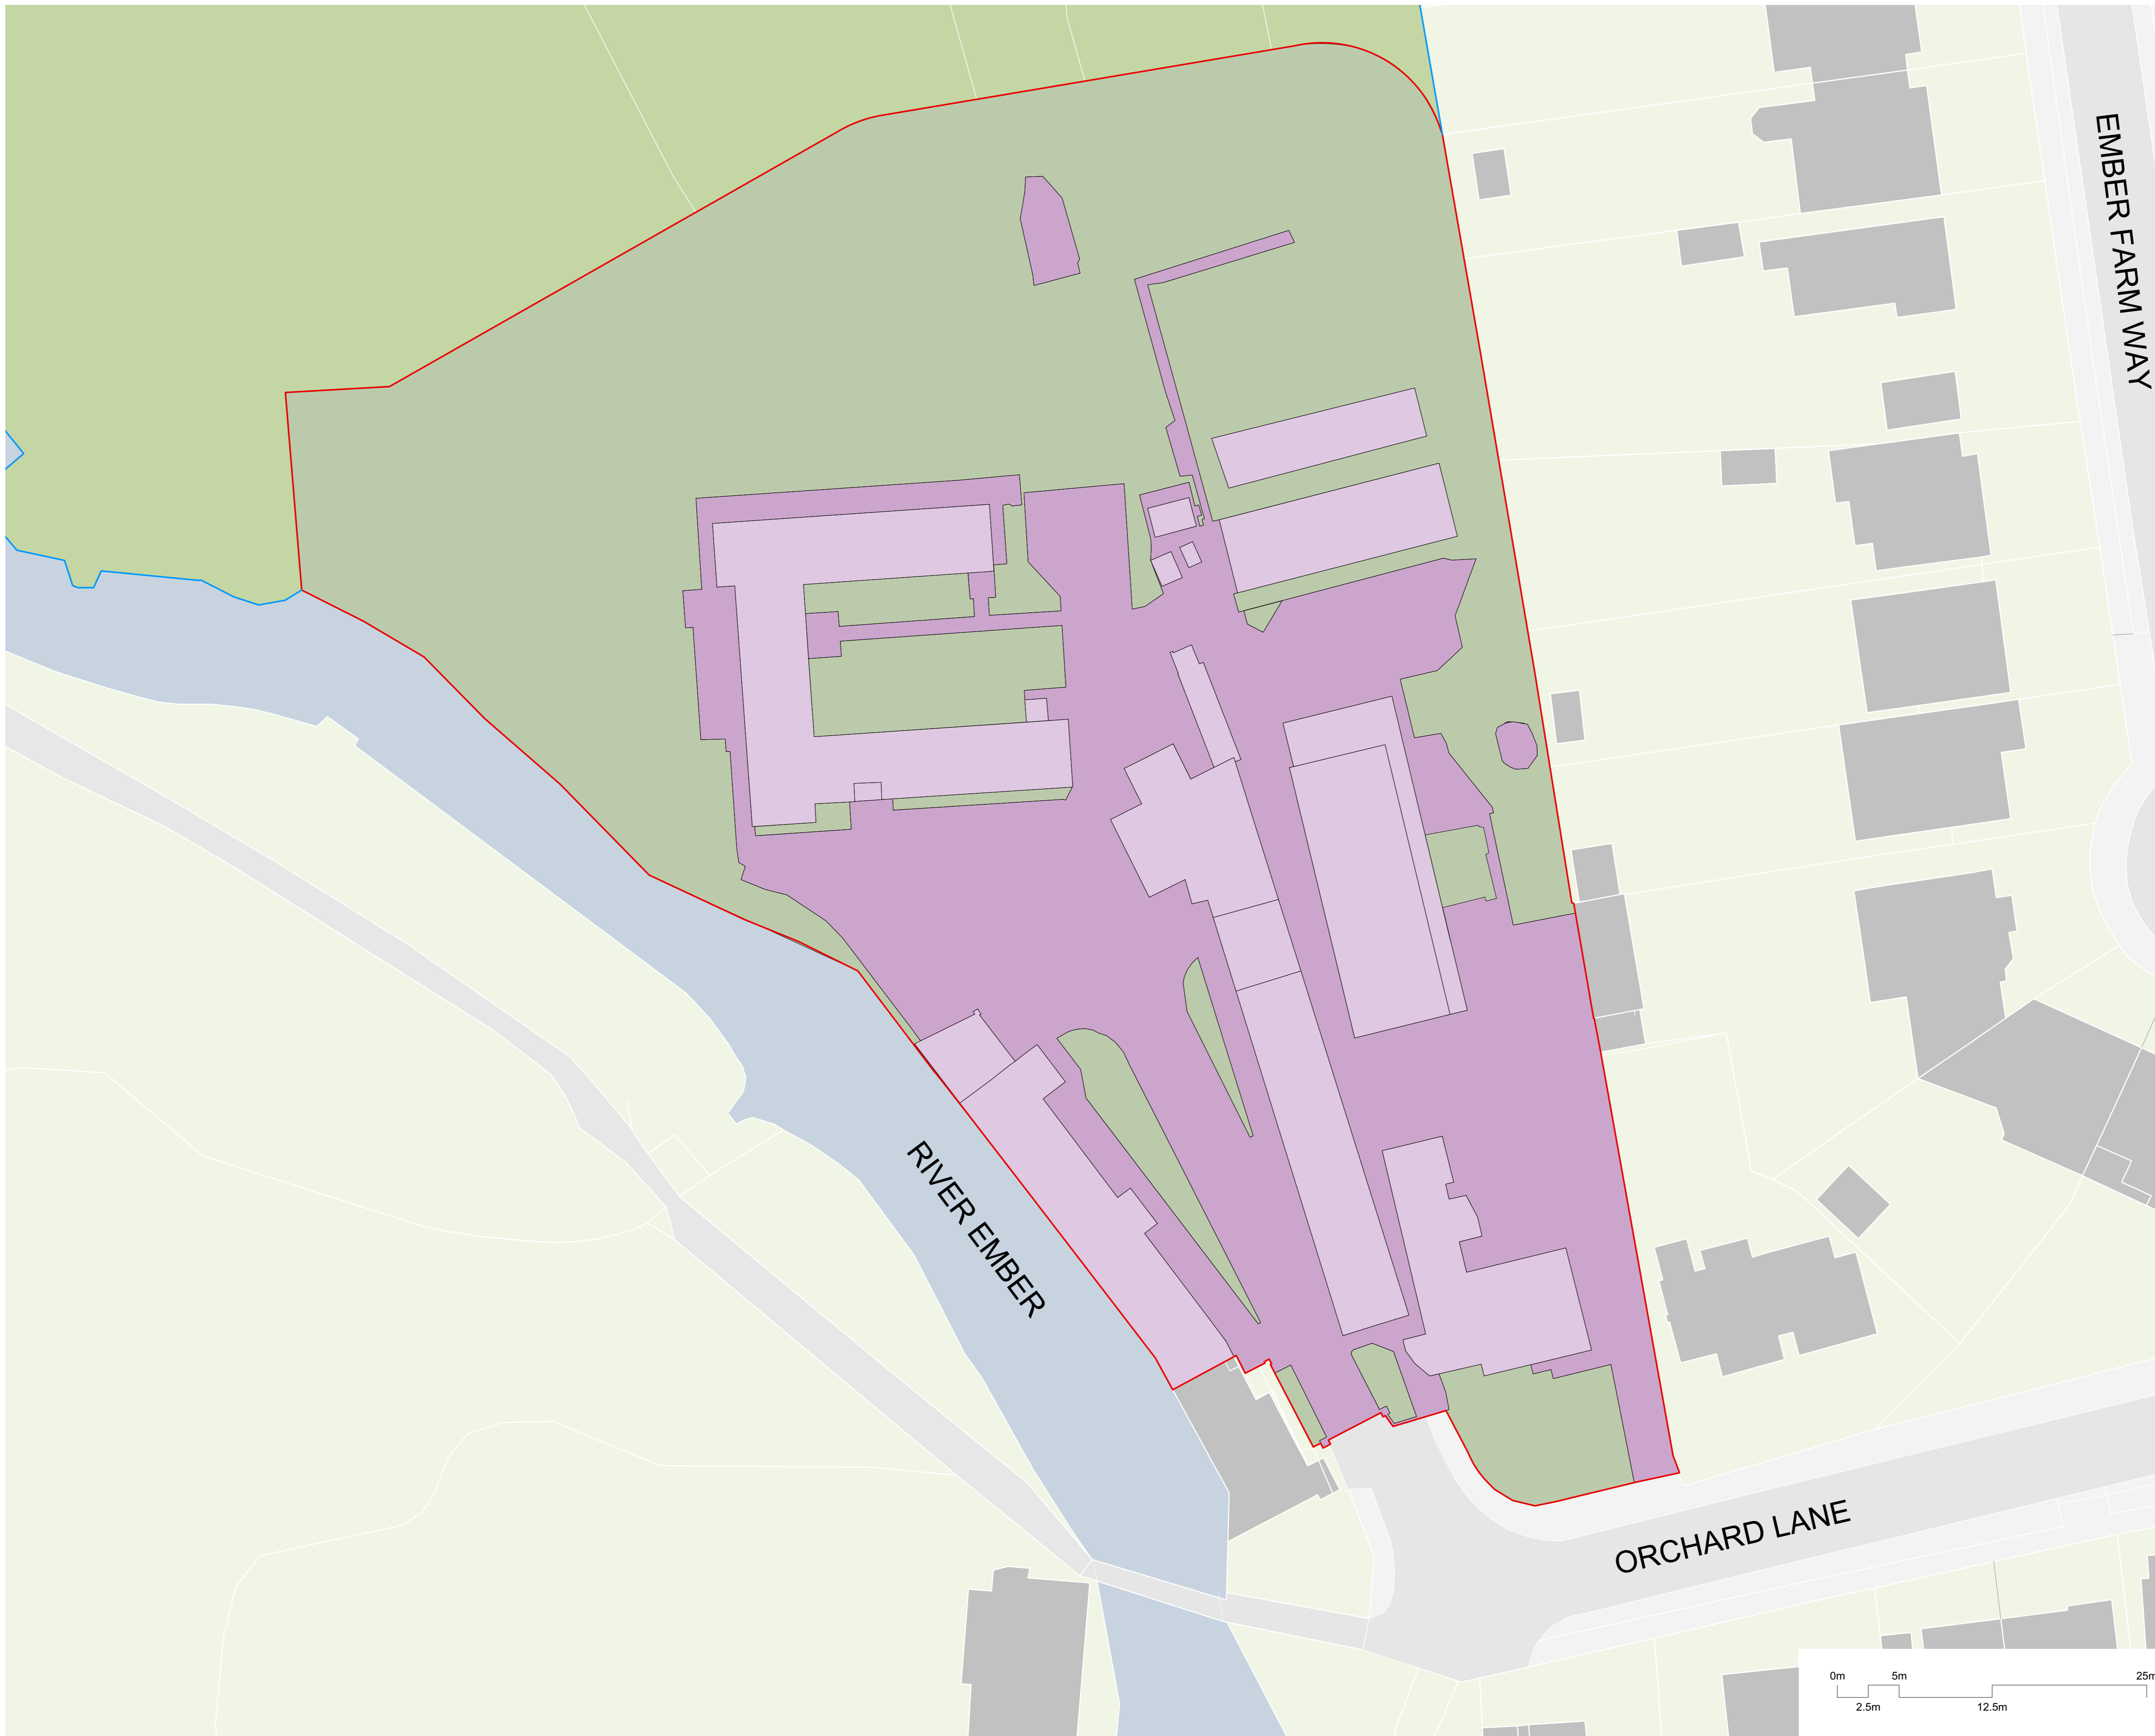 EMBER FARM WAY
RIVER EMBER
ORCHARD LANE
0m 5m 25m
2.5m 12.5m